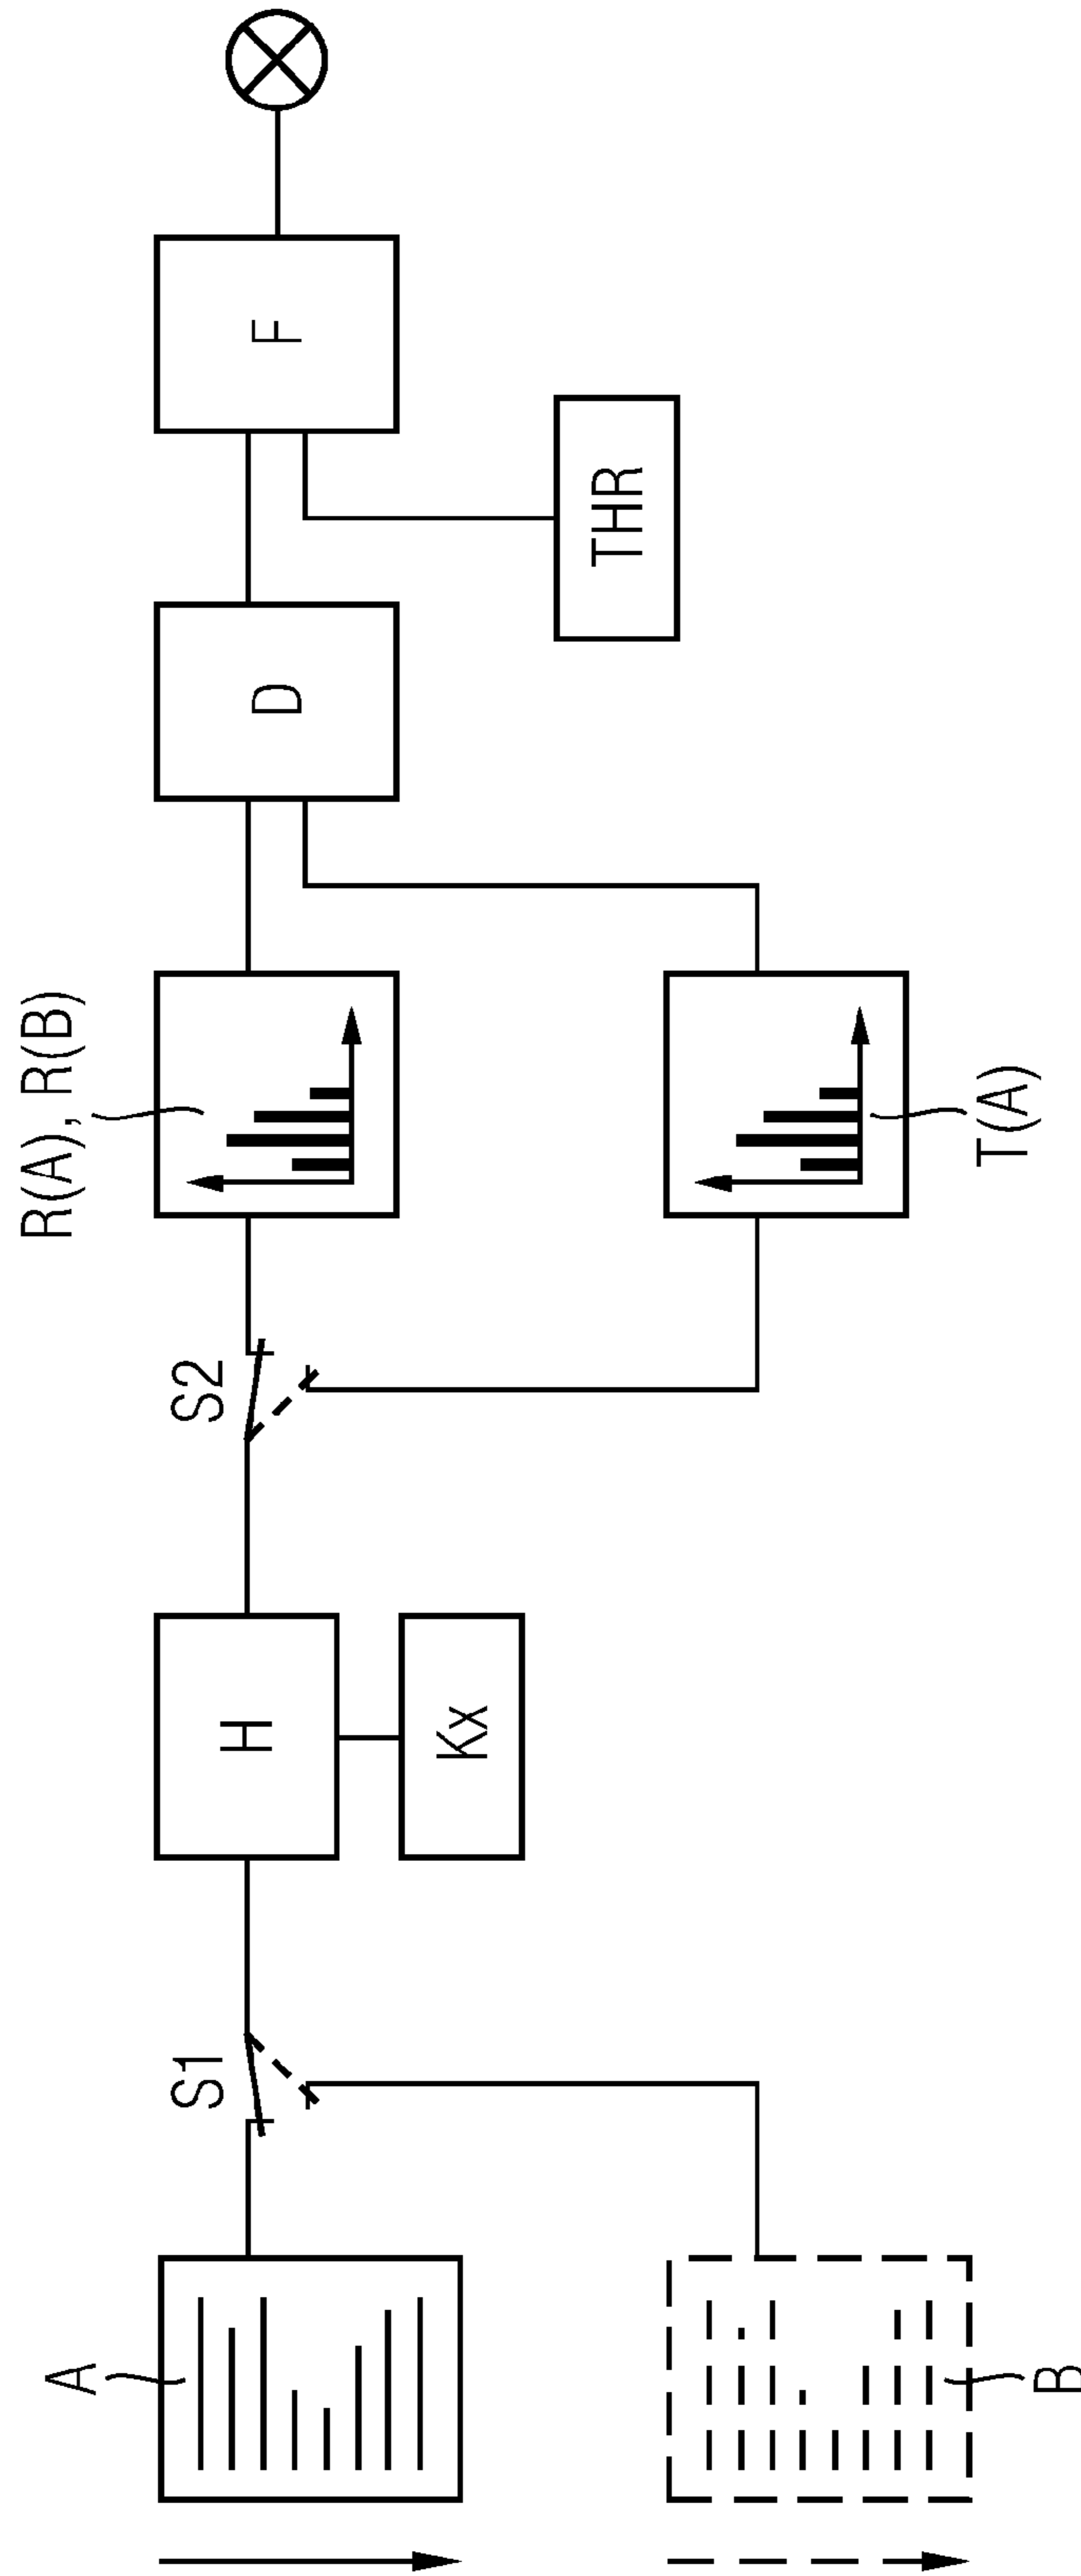 A
B
S1
H
Kx
S2
R(A), R(B)
T(A)
D
THR
F